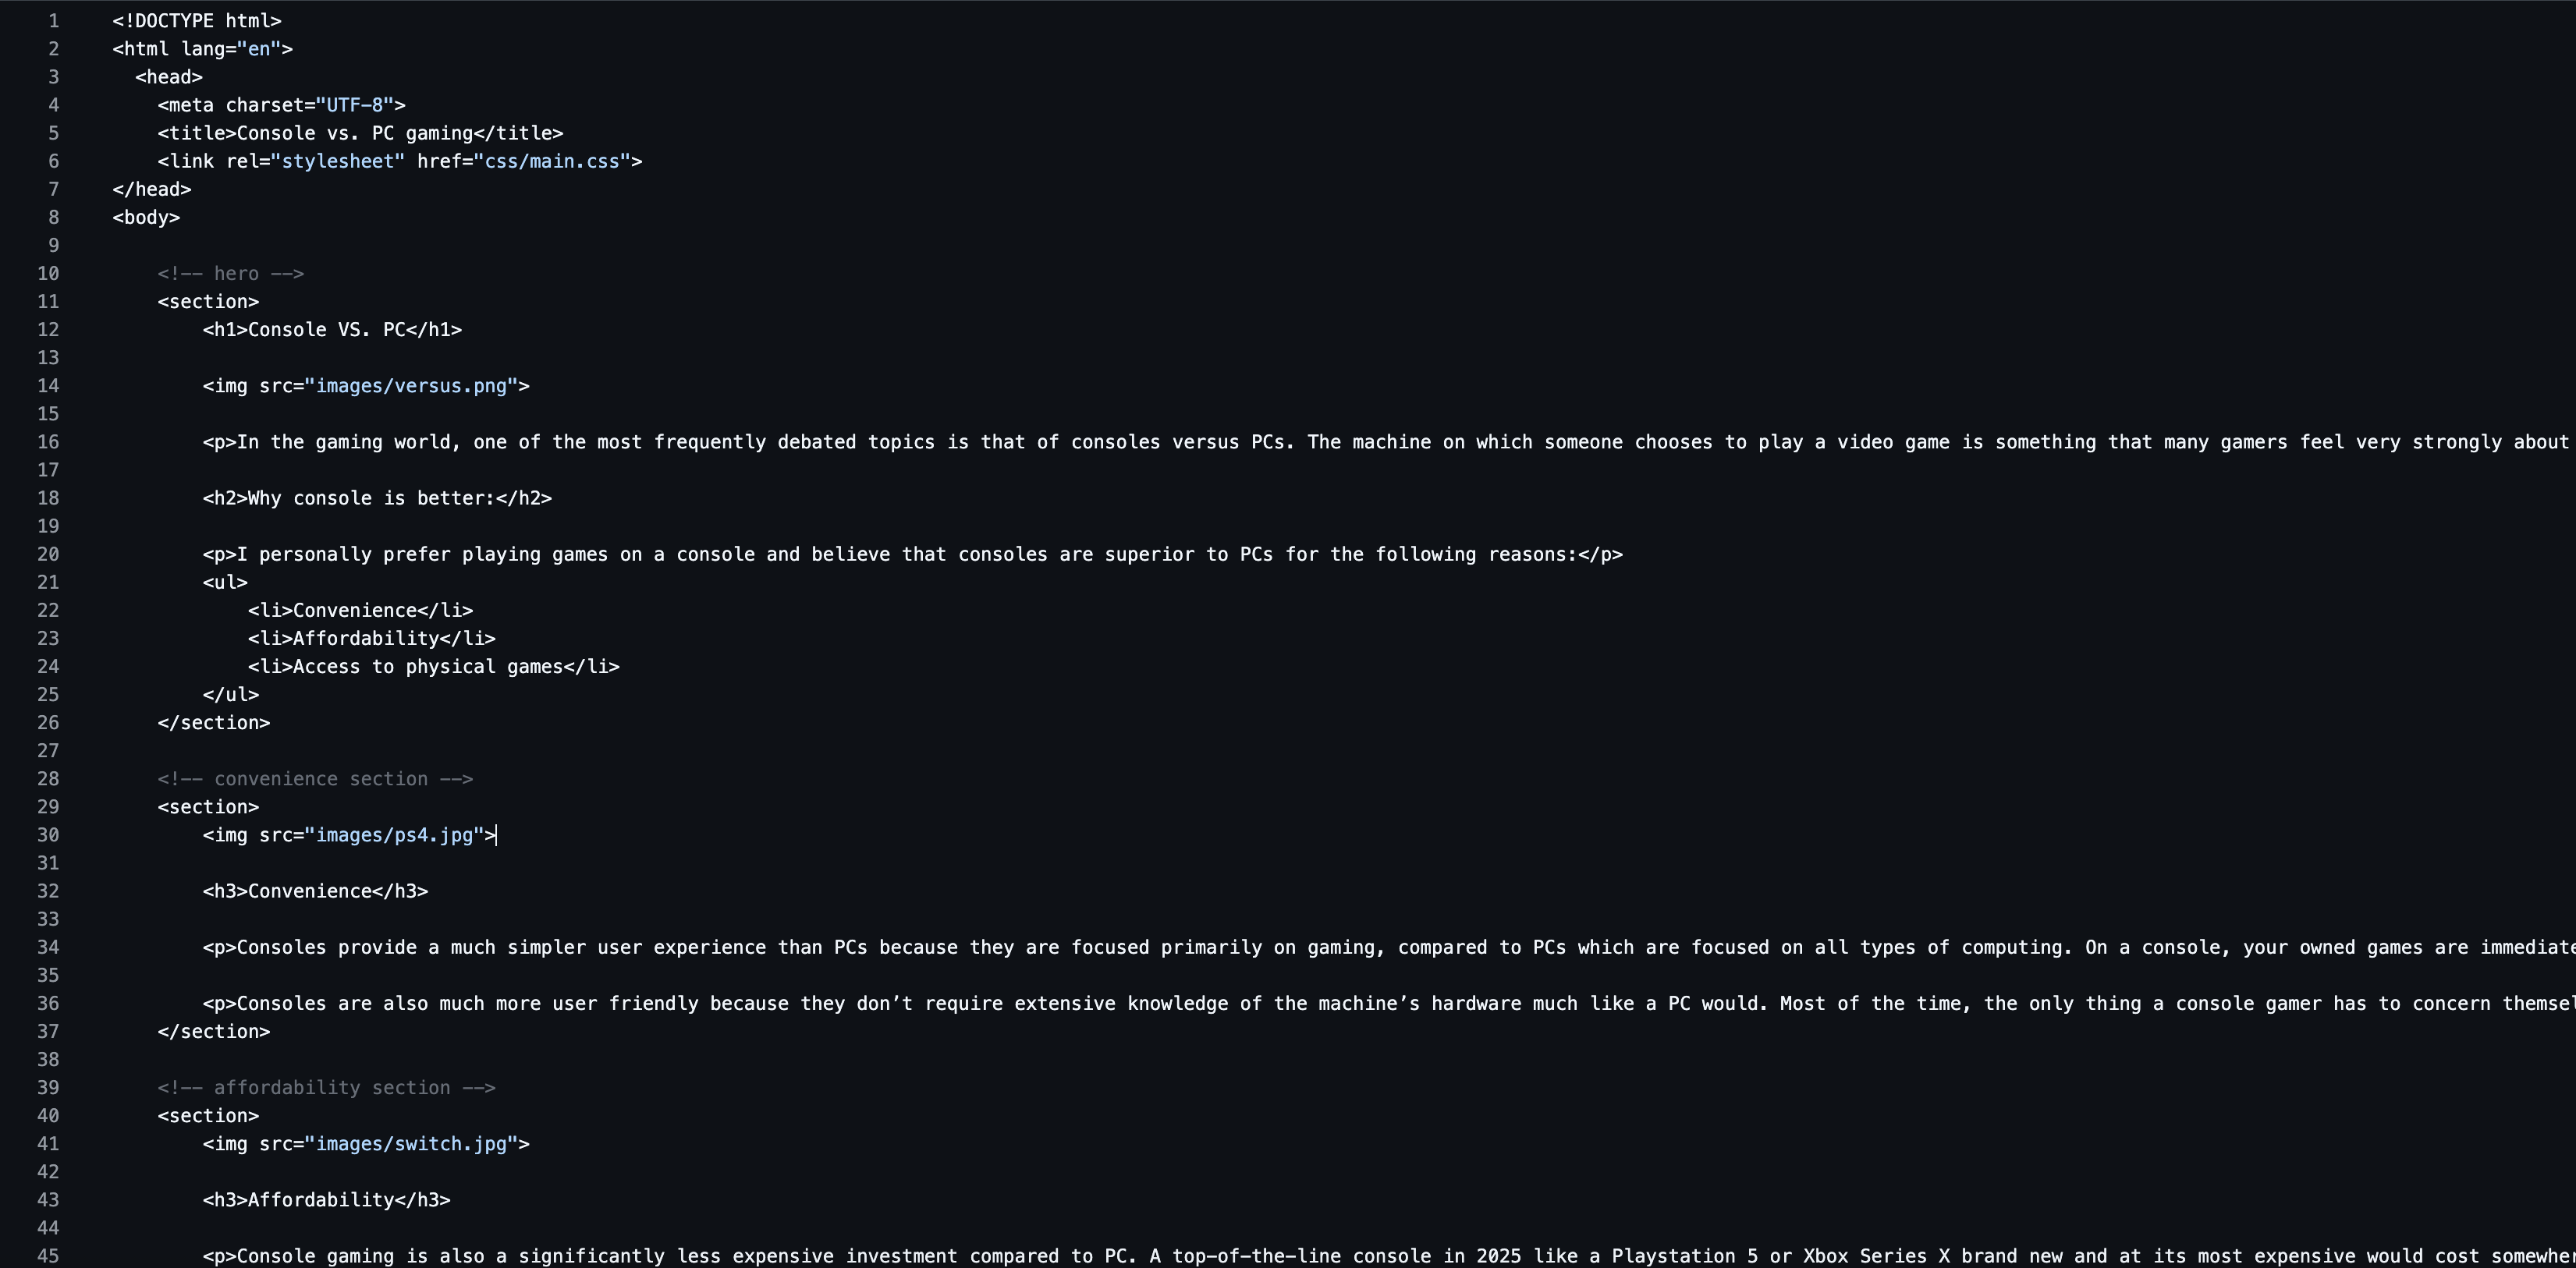 1 <!DOCTYPE html>
2 <html lang="en">
3 <head>
4 <meta charset="UTF-8">
5 <title>Console vs. PC gaming</title>
6 <link rel="stylesheet" href="css/main.css">
7 </head>
8 <body>
9
10 <!-- hero -->
11 <section>
12 <h1>Console VS. PC</h1>
13
14 <img src="images/versus.png">
15
16 <p>In the gaming world, one of the most frequently debated topics is that of consoles versus PCs. The machine on which someone chooses to play a video game is something that many gamers feel very strongly about
17
18 <h2>Why console is better:</h2>
19
20 <p>I personally prefer playing games on a console and believe that consoles are superior to PCs for the following reasons:</p>
21 <ul>
22 <li>Convenience</li>
23 <li>Affordability</li>
24 <li>Access to physical games</li>
25 </ul>
26 </section>
27
28 <!-- convenience section -->
29 <section>
30 <img src="images/ps4.jpg">
31
32 <h3>Convenience</h3>
33
34 <p>Consoles provide a much simpler user experience than PCs because they are focused primarily on gaming, compared to PCs which are focused on all types of computing. On a console, your owned games are immediate
35
36 <p>Consoles are also much more user friendly because they don’t require extensive knowledge of the machine’s hardware much like a PC would. Most of the time, the only thing a console gamer has to concern themsel
37 </section>
38
39 <!-- affordability section -->
40 <section>
41 <img src="images/switch.jpg">
42
43 <h3>Affordability</h3>
44
45 <p>Console gaming is also a significantly less expensive investment compared to PC. A top-of-the-line console in 2025 like a Playstation 5 or Xbox Series X brand new and at its most expensive would cost somewher